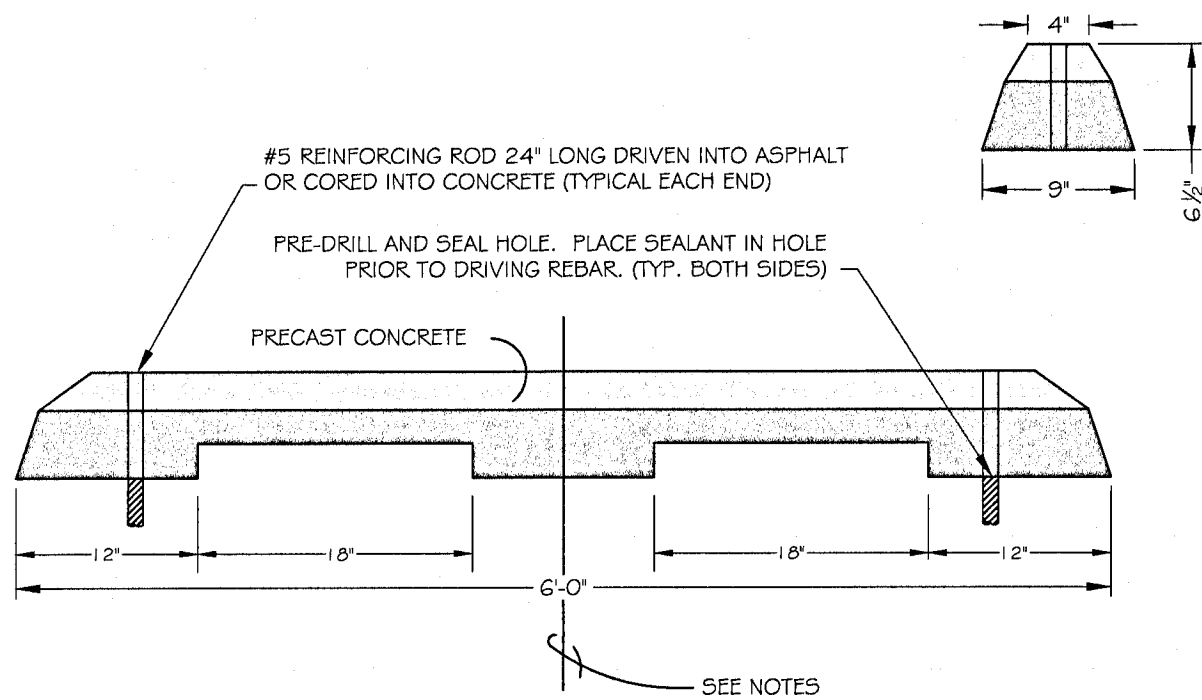 4"
6 ½"
9"
#5 REINFORCING ROD 24" LONG DRIVEN INTO ASPHALT
OR CORED INTO CONCRETE (TYPICAL EACH END)
PRE-DRILL AND SEAL HOLE. PLACE SEALANT IN HOLE
PRIOR TO DRIVING REBAR. (TYP. BOTH SIDES)
PRECAST CONCRETE
12"
18"
18"
12"
6'-0"
SEE NOTES